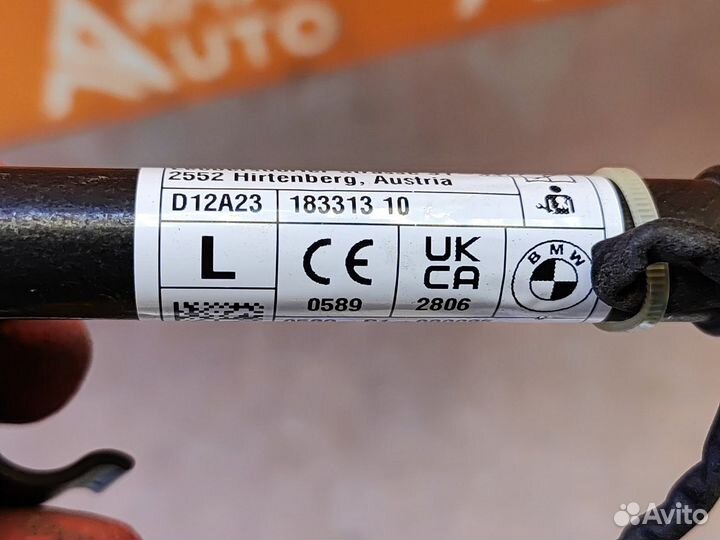 AUTO
2552 Hirtenberg, Austria
D12A23 183313 10
L CE UK CA BMW
0589 2806
Avito